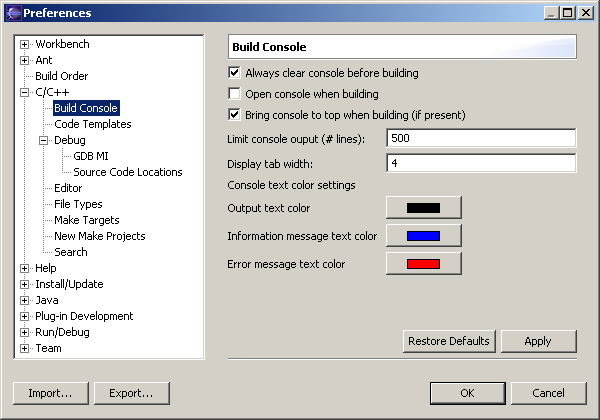 Preferences
Workbench
Ant
Build Order
C/C++
Build Console
Code Templates
Debug
GDB MI
Source Code Locations
Editor
File Types
Make Targets
New Make Projects
Search
Help
Install/Update
Java
Plug-in Development
Run/Debug
Team
Build Console
Always clear console before building
Open console when building
Bring console to top when building (if present)
Limit console ouput (# lines): 500
Display tab width: 4
Console text color settings
Output text color
Information message text color
Error message text color
Restore Defaults Apply
Import... Export... OK Cancel